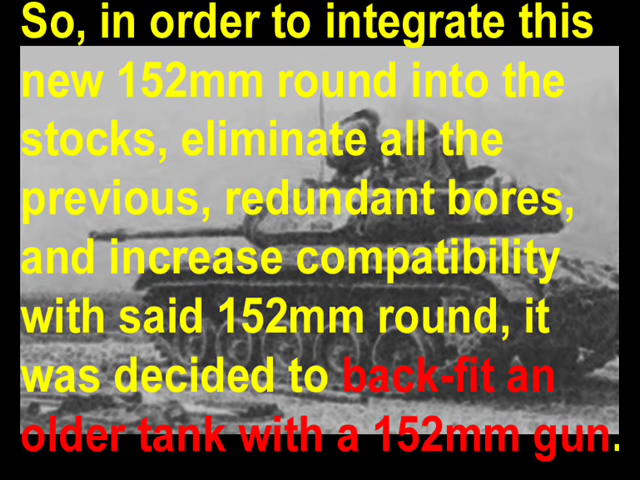 So, in order to integrate this
new 152mm round into the
stocks, eliminate all the
previous, redundant bores,
and increase compatibility
with said 152mm round, it
was decided to back-fit an
older tank with a 152mm gun.